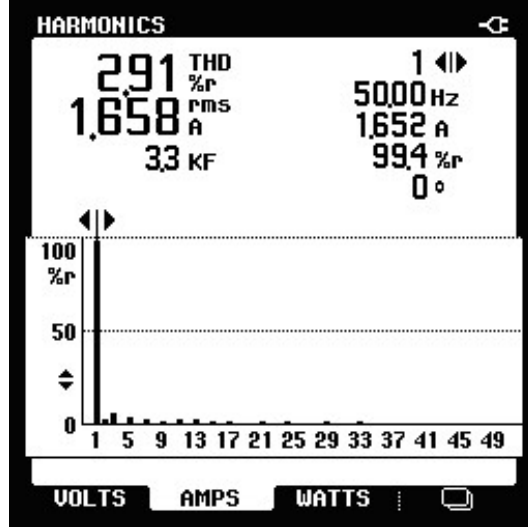 HARMONICS
2,91 THD %r
1,658 rms A
3,3 KF
1
50,00 Hz
1,652 A
99,4 %r
0 °
100
%r
50
0
1 5 9 13 17 21 25 29 33 37 41 45 49
VOLTS AMPS WATTS